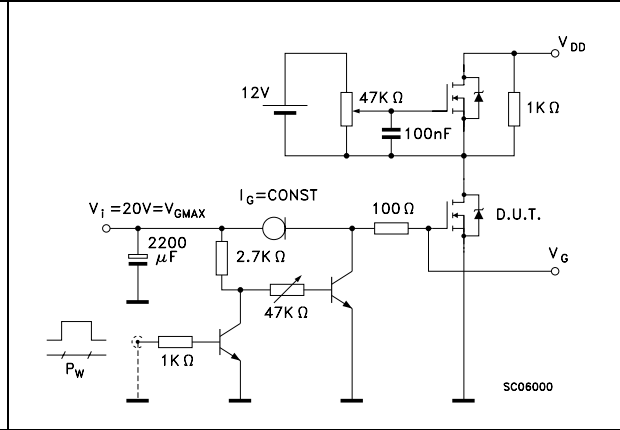 V DD
12V
47K Ω
1K Ω
100nF
I G =CONST
V i =20V=V GMAX
100 Ω
D.U.T.
2200 μF
2.7K Ω
V G
47K Ω
1K Ω
P W
SC06000